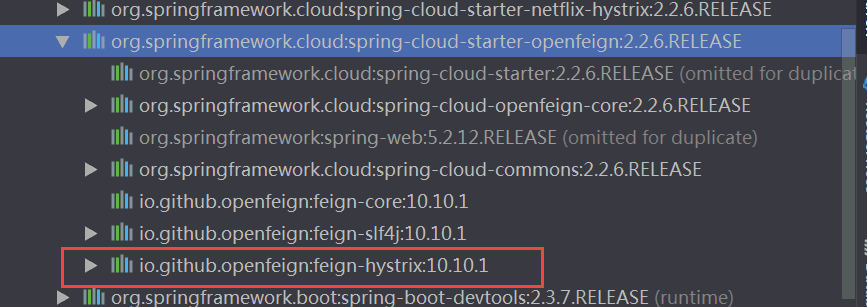 org.springframework.cloud:spring-cloud-starter-netflix-hystrix:2.2.6.RELEASE
org.springframework.cloud:spring-cloud-starter-openfeign:2.2.6.RELEASE
org.springframework.cloud:spring-cloud-starter:2.2.6.RELEASE (omitted for duplicate
org.springframework.cloud:spring-cloud-openfeign-core:2.2.6.RELEASE
org.springframework:spring-web:5.2.12.RELEASE (omitted for duplicate)
org.springframework.cloud:spring-cloud-commons:2.2.6.RELEASE
io.github.openfeign:feign-core:10.10.1
io.github.openfeign:feign-slf4j:10.10.1
io.github.openfeign:feign-hystrix:10.10.1
org.springframework.boot:spring-boot-devtools:2.3.7.RELEASE (runtime)